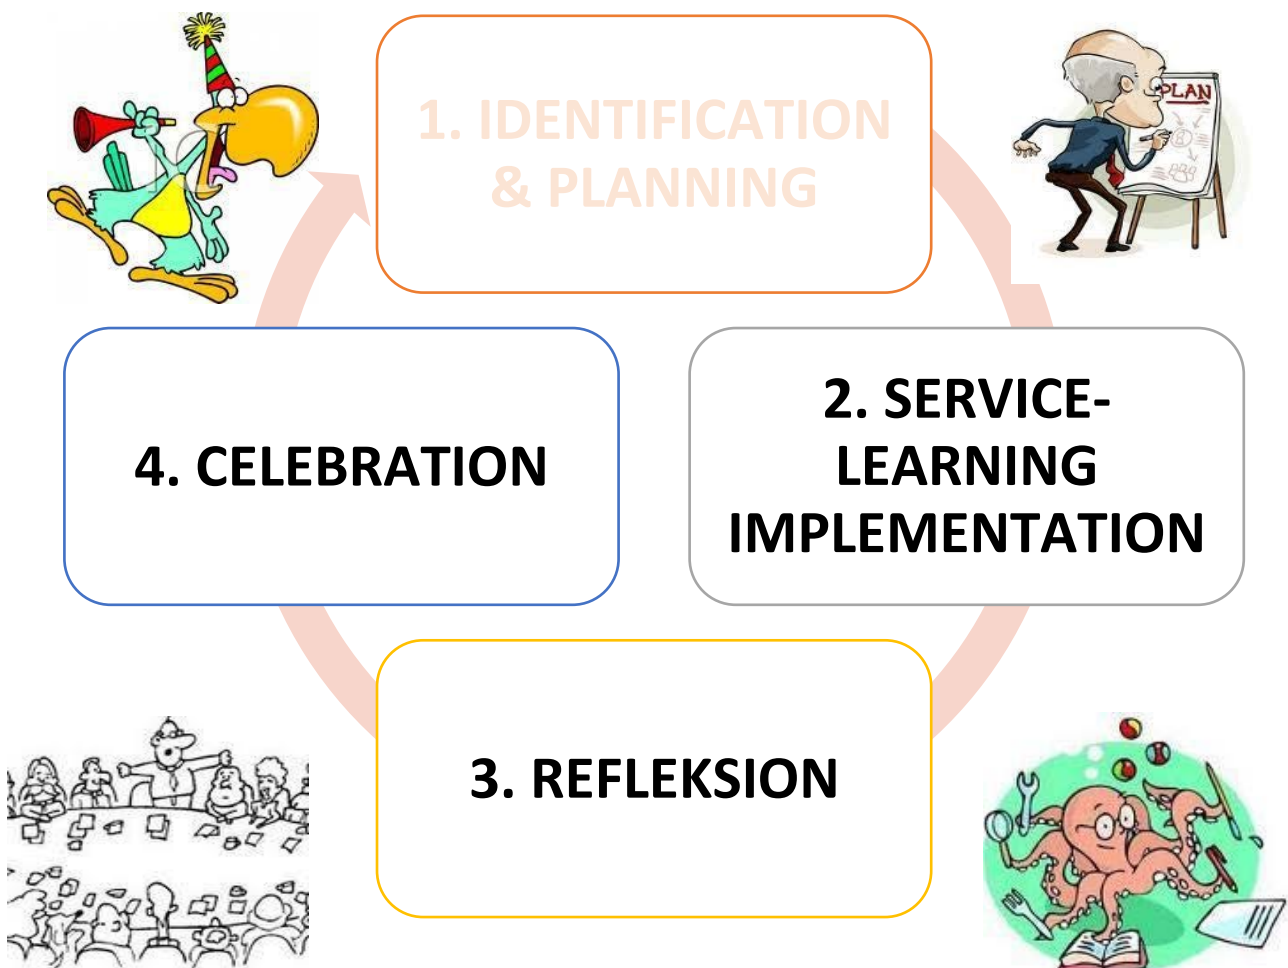 1. IDENTIFICATION
& PLANNING
PLAN
4. CELEBRATION
2. SERVICE-
LEARNING
IMPLEMENTATION
3. REFLEKSION